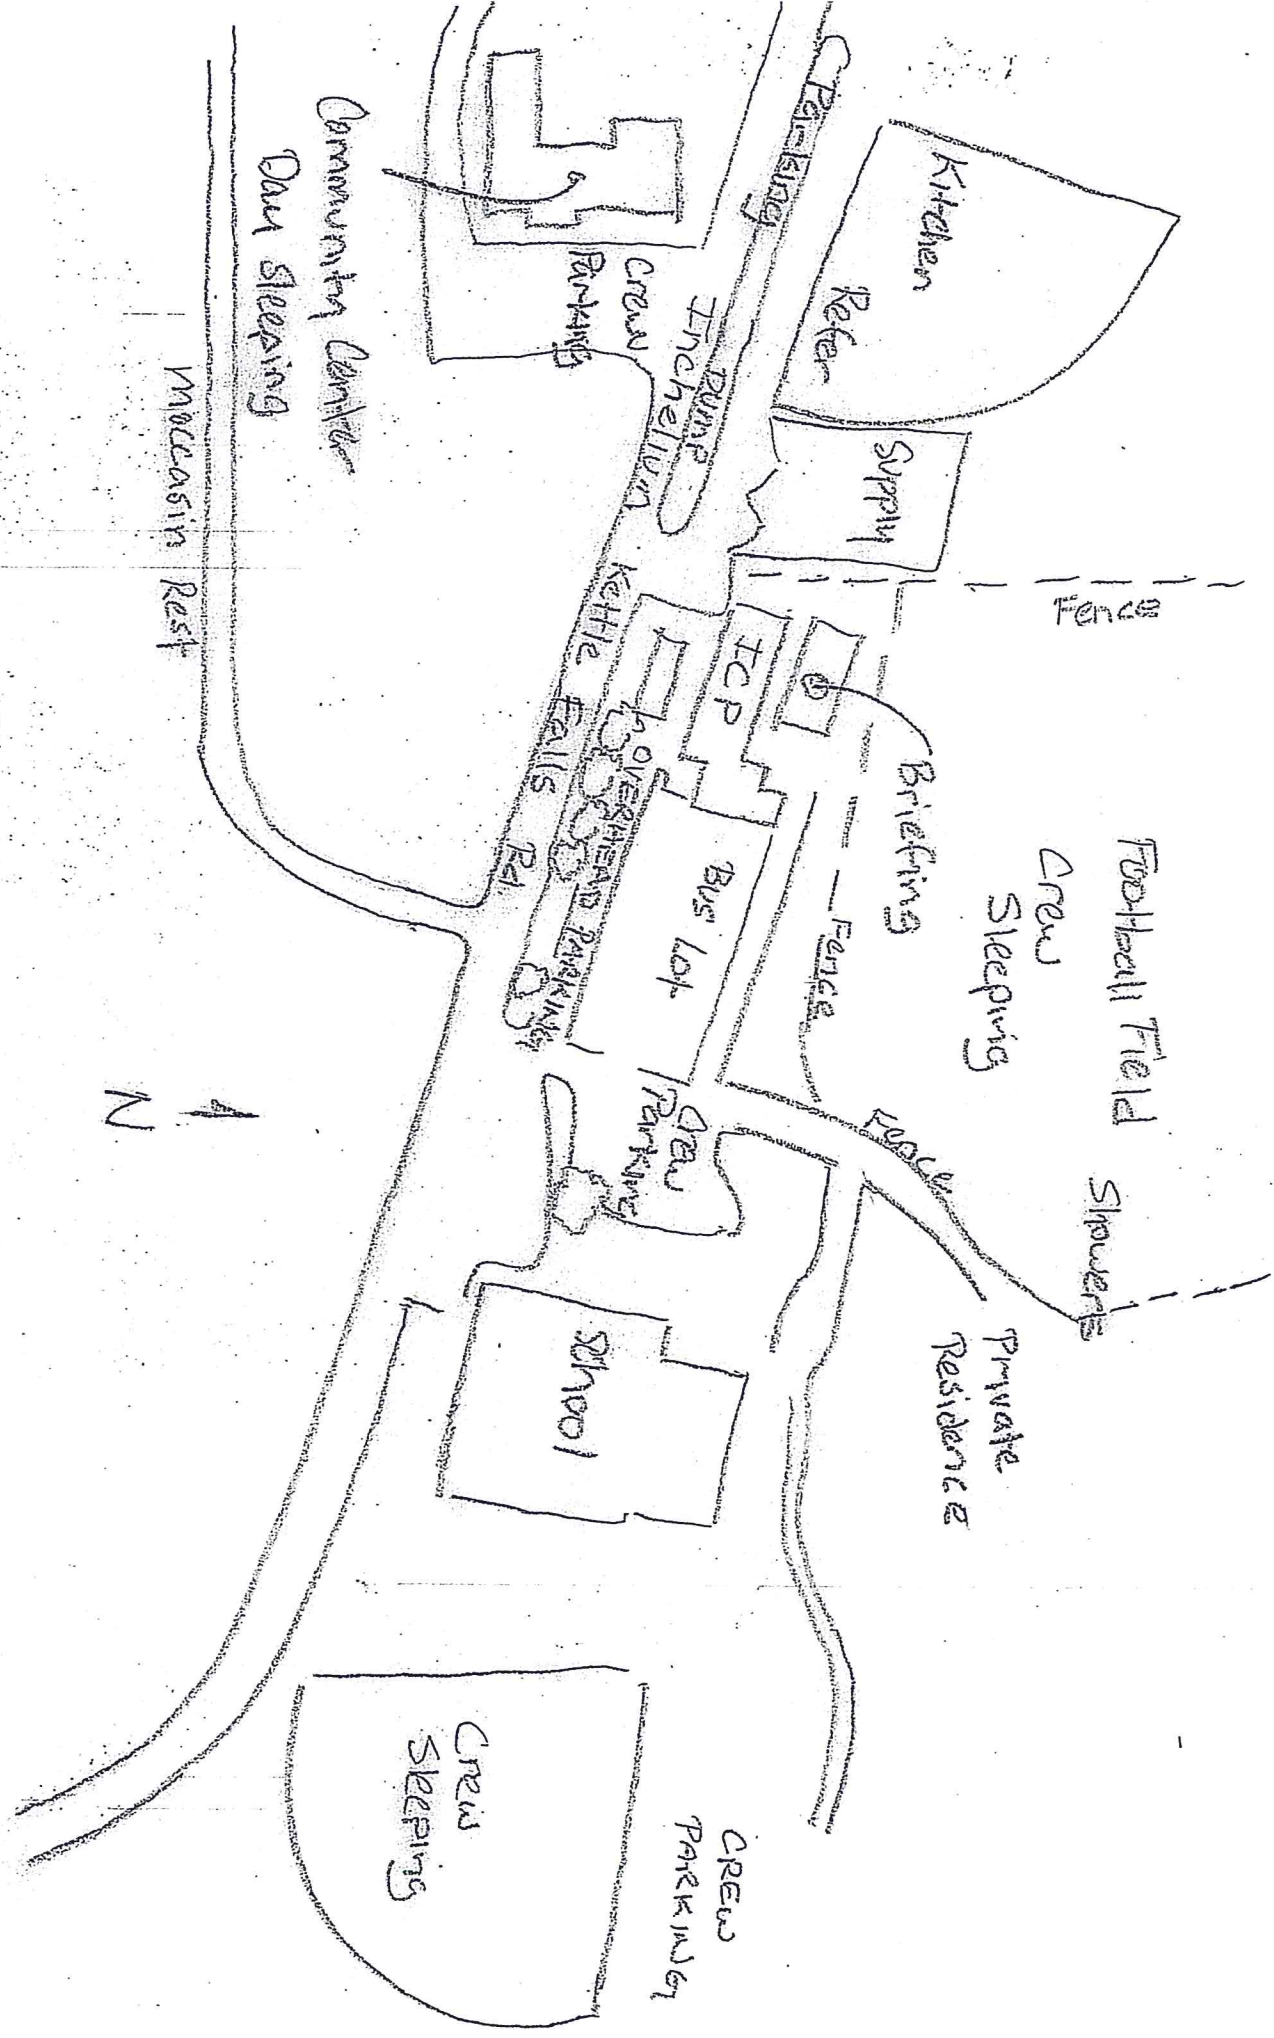 Football Field
Crew
Sleeping
Showers
Fence
Private
Residence
Kitchen
Refer
Supply
Briefing
Fence
Fence
CREW
PARKING
Parking
Dump
ICP
Bus Lot
Crew
Parking
Inchelium
Kettle Falls Rd.
OVERHEAD PARKING
School
Crew
Parking
Crew
Sleeping
Community Center
Day Sleeping
Moccasin Rest
N